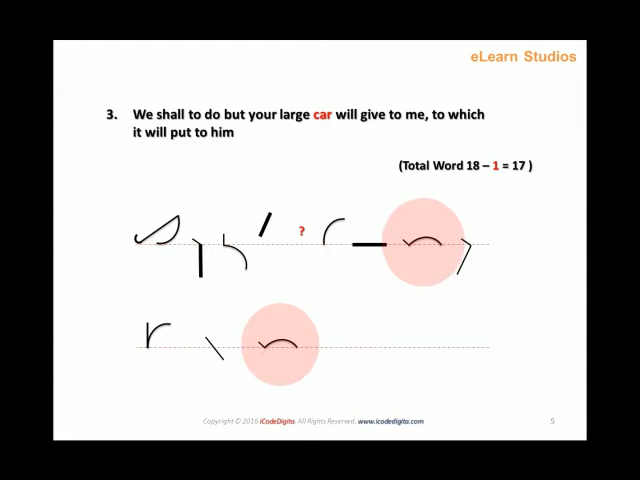 eLearn Studios
3. We shall to do but your large car will give to me, to which
it will put to him
(Total Word 18 – 1 = 17 )
?
Copyright © 2016 iCodeDigita. All Rights Reserved. www.icodedigita.com
5